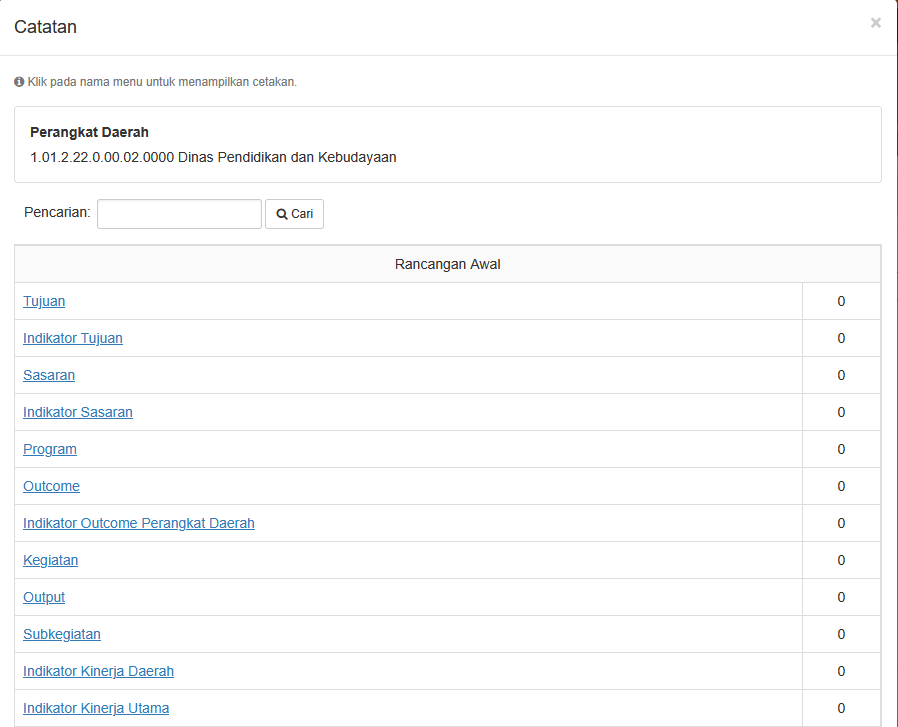 Catatan
×
Klik pada nama menu untuk menampilkan cetakan.
Perangkat Daerah
1.01.2.22.0.00.02.0000 Dinas Pendidikan dan Kebudayaan
Pencarian: Cari
Rancangan Awal
Tujuan 0
Indikator Tujuan 0
Sasaran 0
Indikator Sasaran 0
Program 0
Outcome 0
Indikator Outcome Perangkat Daerah 0
Kegiatan 0
Output 0
Subkegiatan 0
Indikator Kinerja Daerah 0
Indikator Kinerja Utama 0